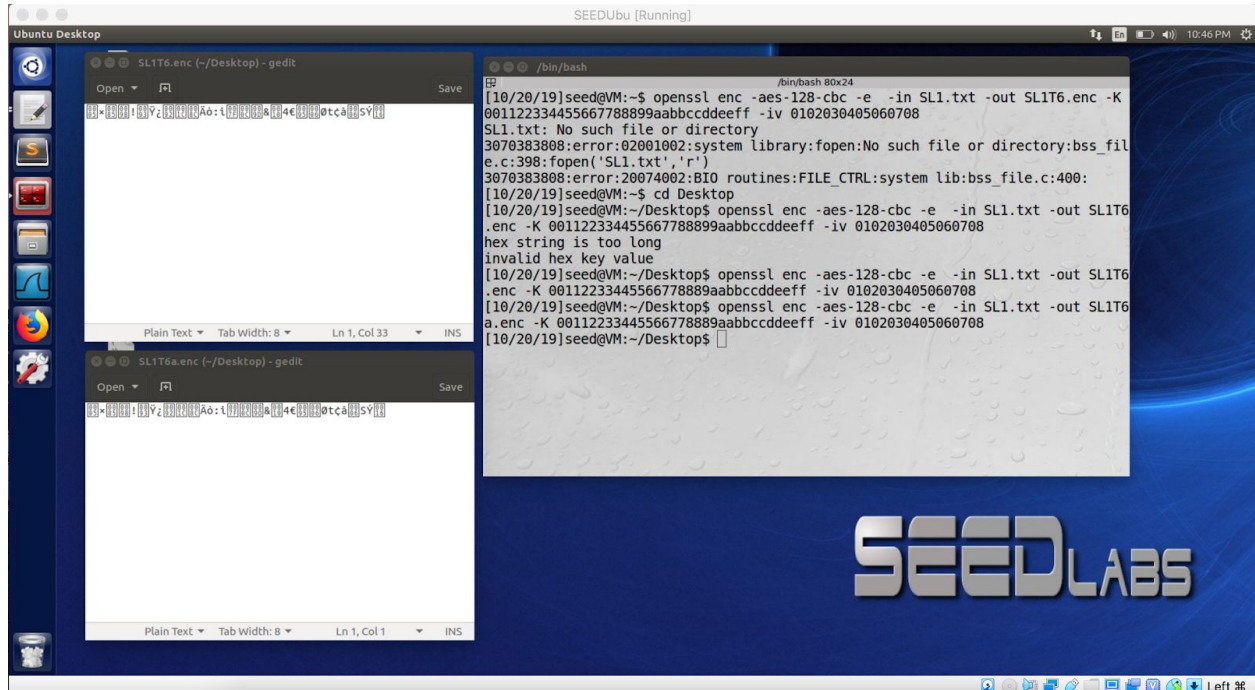 SEEDUbu [Running]
Ubuntu Desktop
En
10:46 PM
SL1T6.enc (~/Desktop) - gedit
Open
Save
Plain Text
Tab Width: 8
Ln 1, Col 33
INS
SL1T6a.enc (~/Desktop) - gedit
Open
Save
Plain Text
Tab Width: 8
Ln 1, Col 1
INS
/bin/bash
/bin/bash 80x24
[10/20/19]seed@VM:~$ openssl enc -aes-128-cbc -e  -in SL1.txt -out SL1T6.enc -K
001122334455667788899aabbccddeeff -iv 0102030405060708
SL1.txt: No such file or directory
3070383808:error:02001002:system library:fopen:No such file or directory:bss_fil
e.c:398:fopen('SL1.txt','r')
3070383808:error:20074002:BIO routines:FILE_CTRL:system lib:bss_file.c:400:
[10/20/19]seed@VM:~$ cd Desktop
[10/20/19]seed@VM:~/Desktop$ openssl enc -aes-128-cbc -e  -in SL1.txt -out SL1T6
.enc -K 001122334455667788899aabbccddeeff -iv 0102030405060708
hex string is too long
invalid hex key value
[10/20/19]seed@VM:~/Desktop$ openssl enc -aes-128-cbc -e  -in SL1.txt -out SL1T6
.enc -K 00112233445566778889aabbccddeeff -iv 0102030405060708
[10/20/19]seed@VM:~/Desktop$ openssl enc -aes-128-cbc -e  -in SL1.txt -out SL1T6
a.enc -K 00112233445566778889aabbccddeeff -iv 0102030405060708
[10/20/19]seed@VM:~/Desktop$
SEEDLABS
Left ⌘